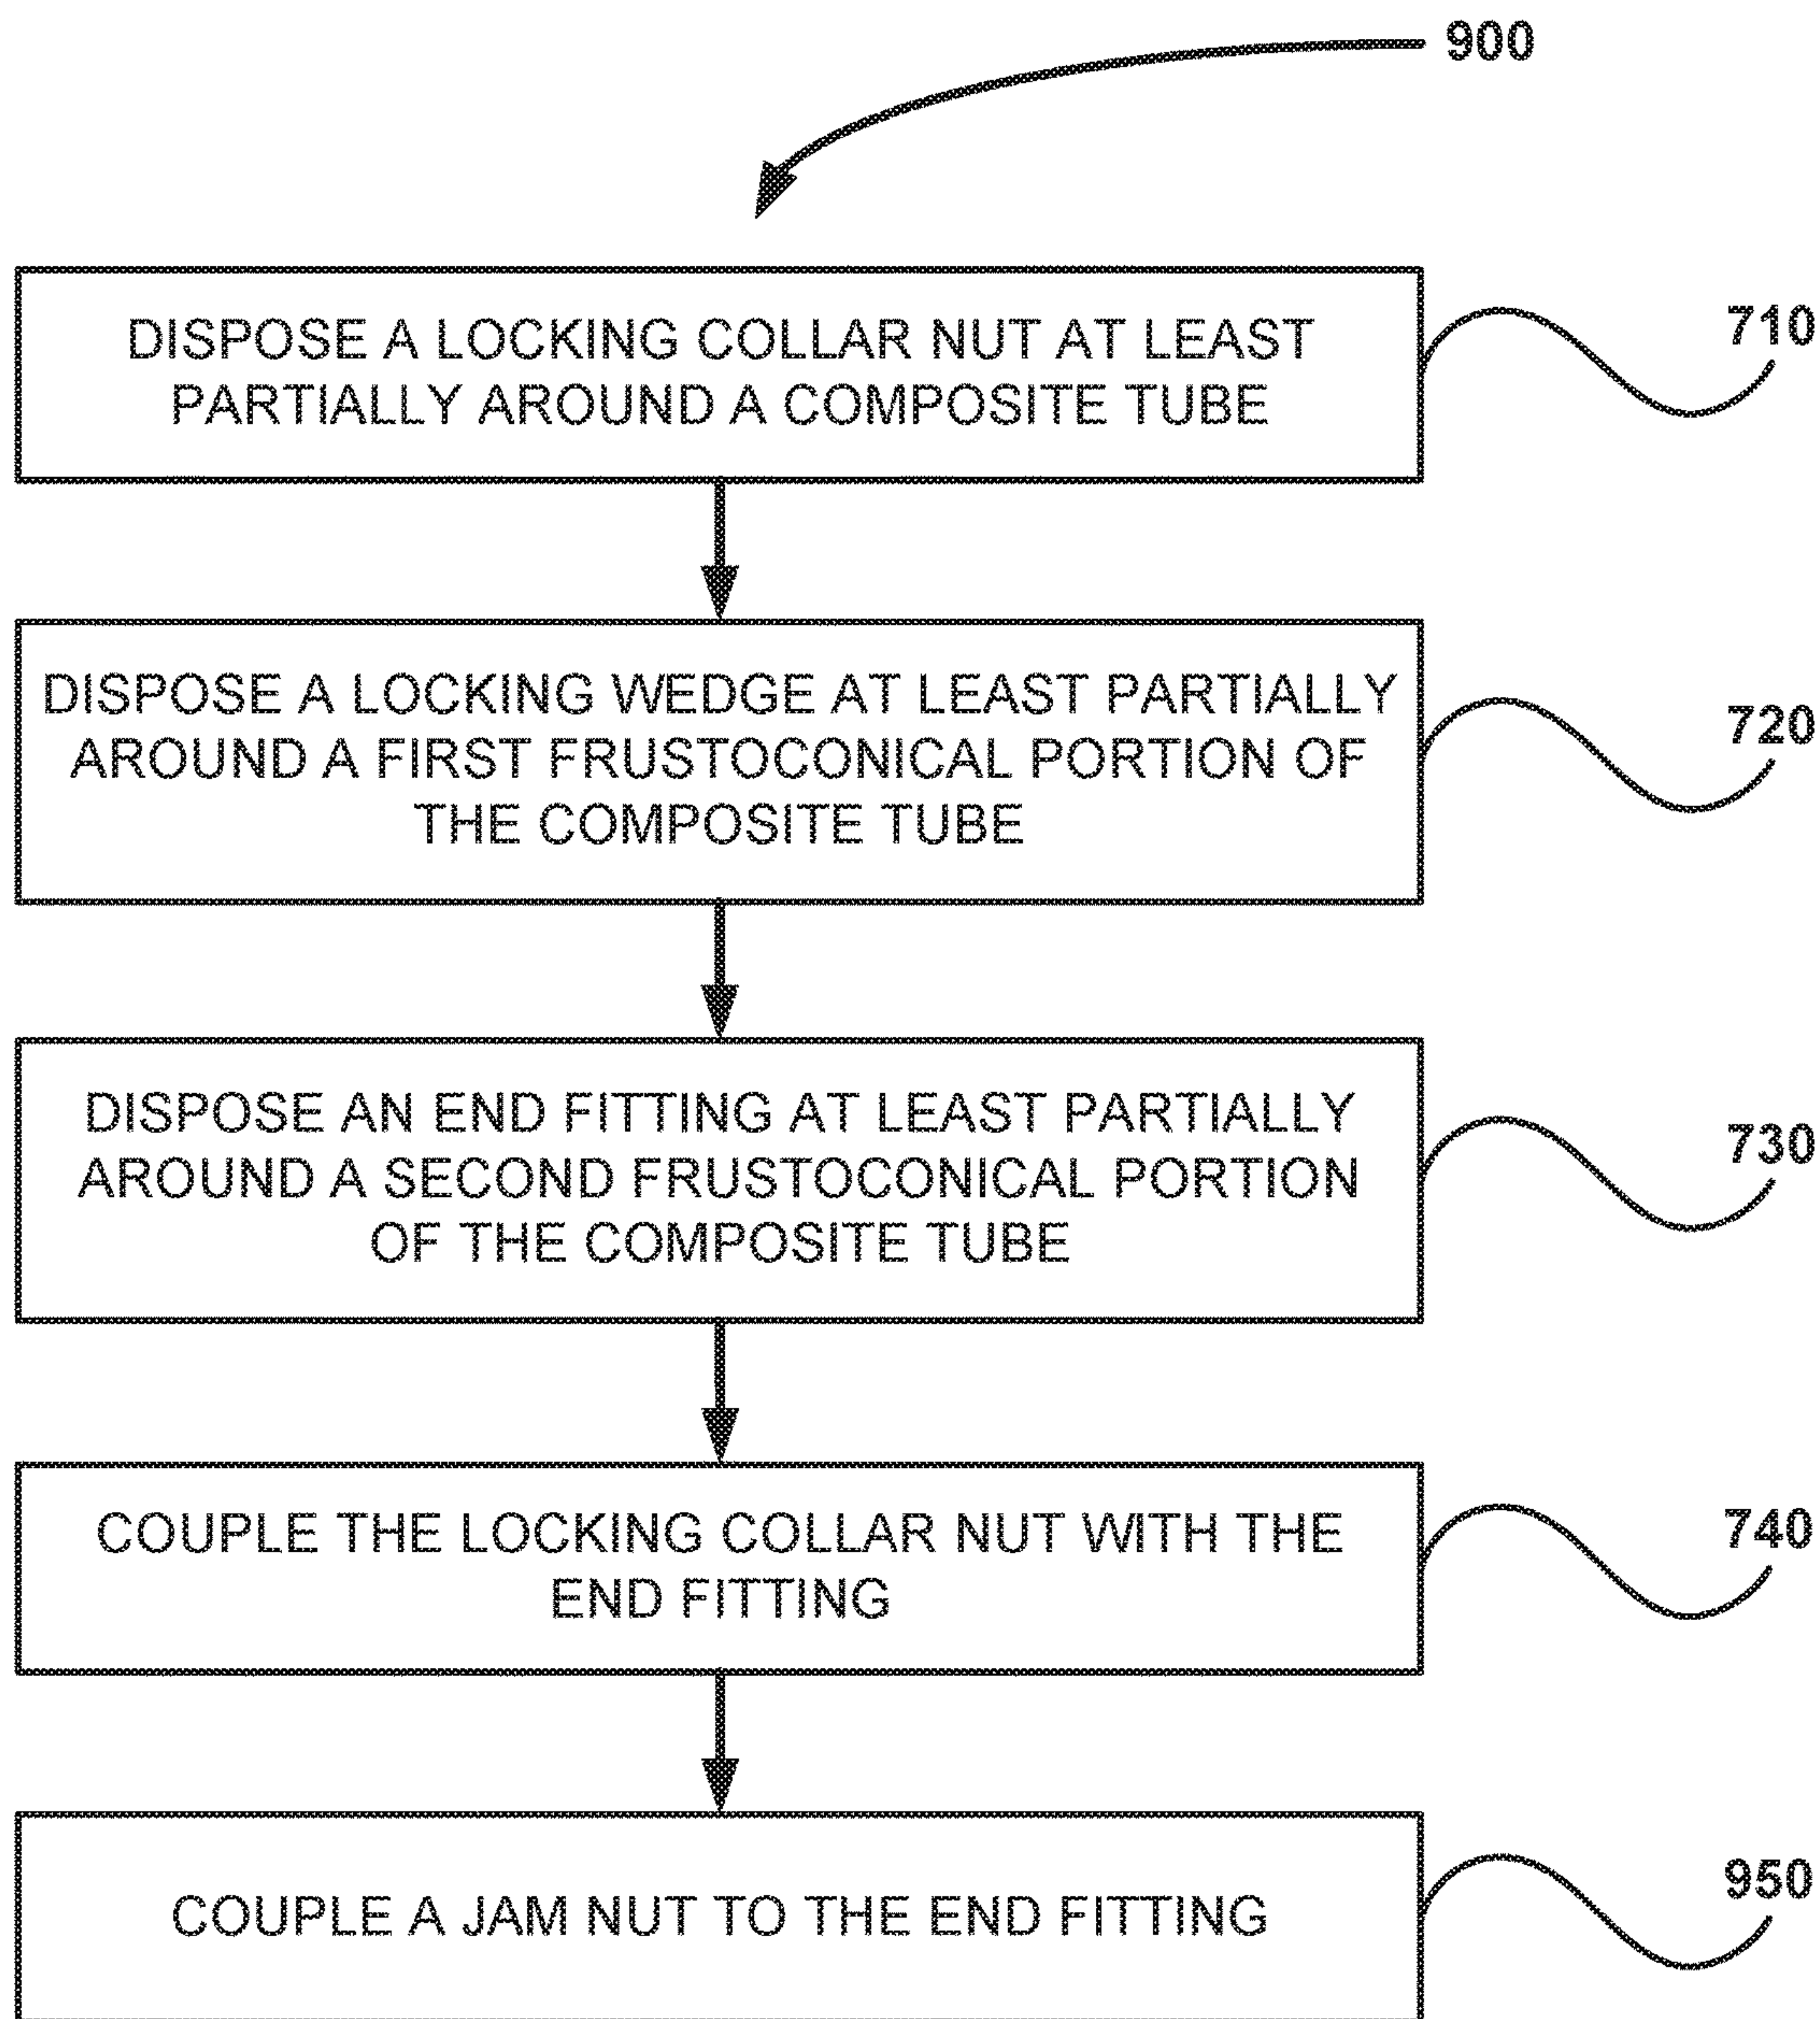 900
DISPOSE A LOCKING COLLAR NUT AT LEAST
PARTIALLY AROUND A COMPOSITE TUBE
710
DISPOSE A LOCKING WEDGE AT LEAST PARTIALLY
AROUND A FIRST FRUSTOCONICAL PORTION OF
THE COMPOSITE TUBE
720
DISPOSE AN END FITTING AT LEAST PARTIALLY
AROUND A SECOND FRUSTOCONICAL PORTION
OF THE COMPOSITE TUBE
730
COUPLE THE LOCKING COLLAR NUT WITH THE
END FITTING
740
COUPLE A JAM NUT TO THE END FITTING
950